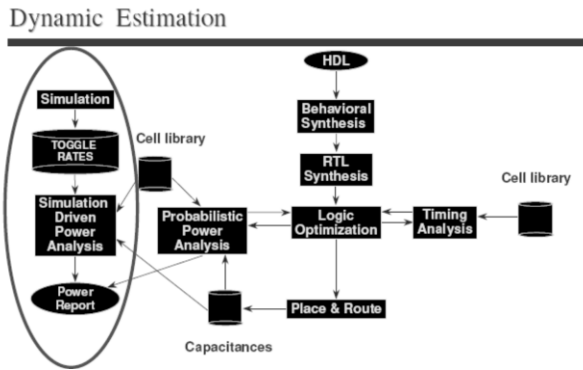 Dynamic Estimation
HDL
Simulation
Behavioral
Synthesis
TOGGLE
RATES
Cell library
RTL
Synthesis
Cell library
Simulation
Driven
Power
Analysis
Probabilistic
Power
Analysis
Logic
Optimization
Timing
Analysis
Power
Report
Place & Route
Capacitances